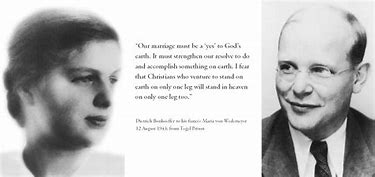 "Our marriage must be a 'yes' to God's
earth. It must strengthen our resolve to do
and accomplish something on earth. I fear
that Christians who venture to stand on
earth on only one leg will stand in heaven
on only one leg too."
Dietrich Bonhoeffer to his fiancé Maria von Wedemeyer
12 August 1943, from Tegel Prison